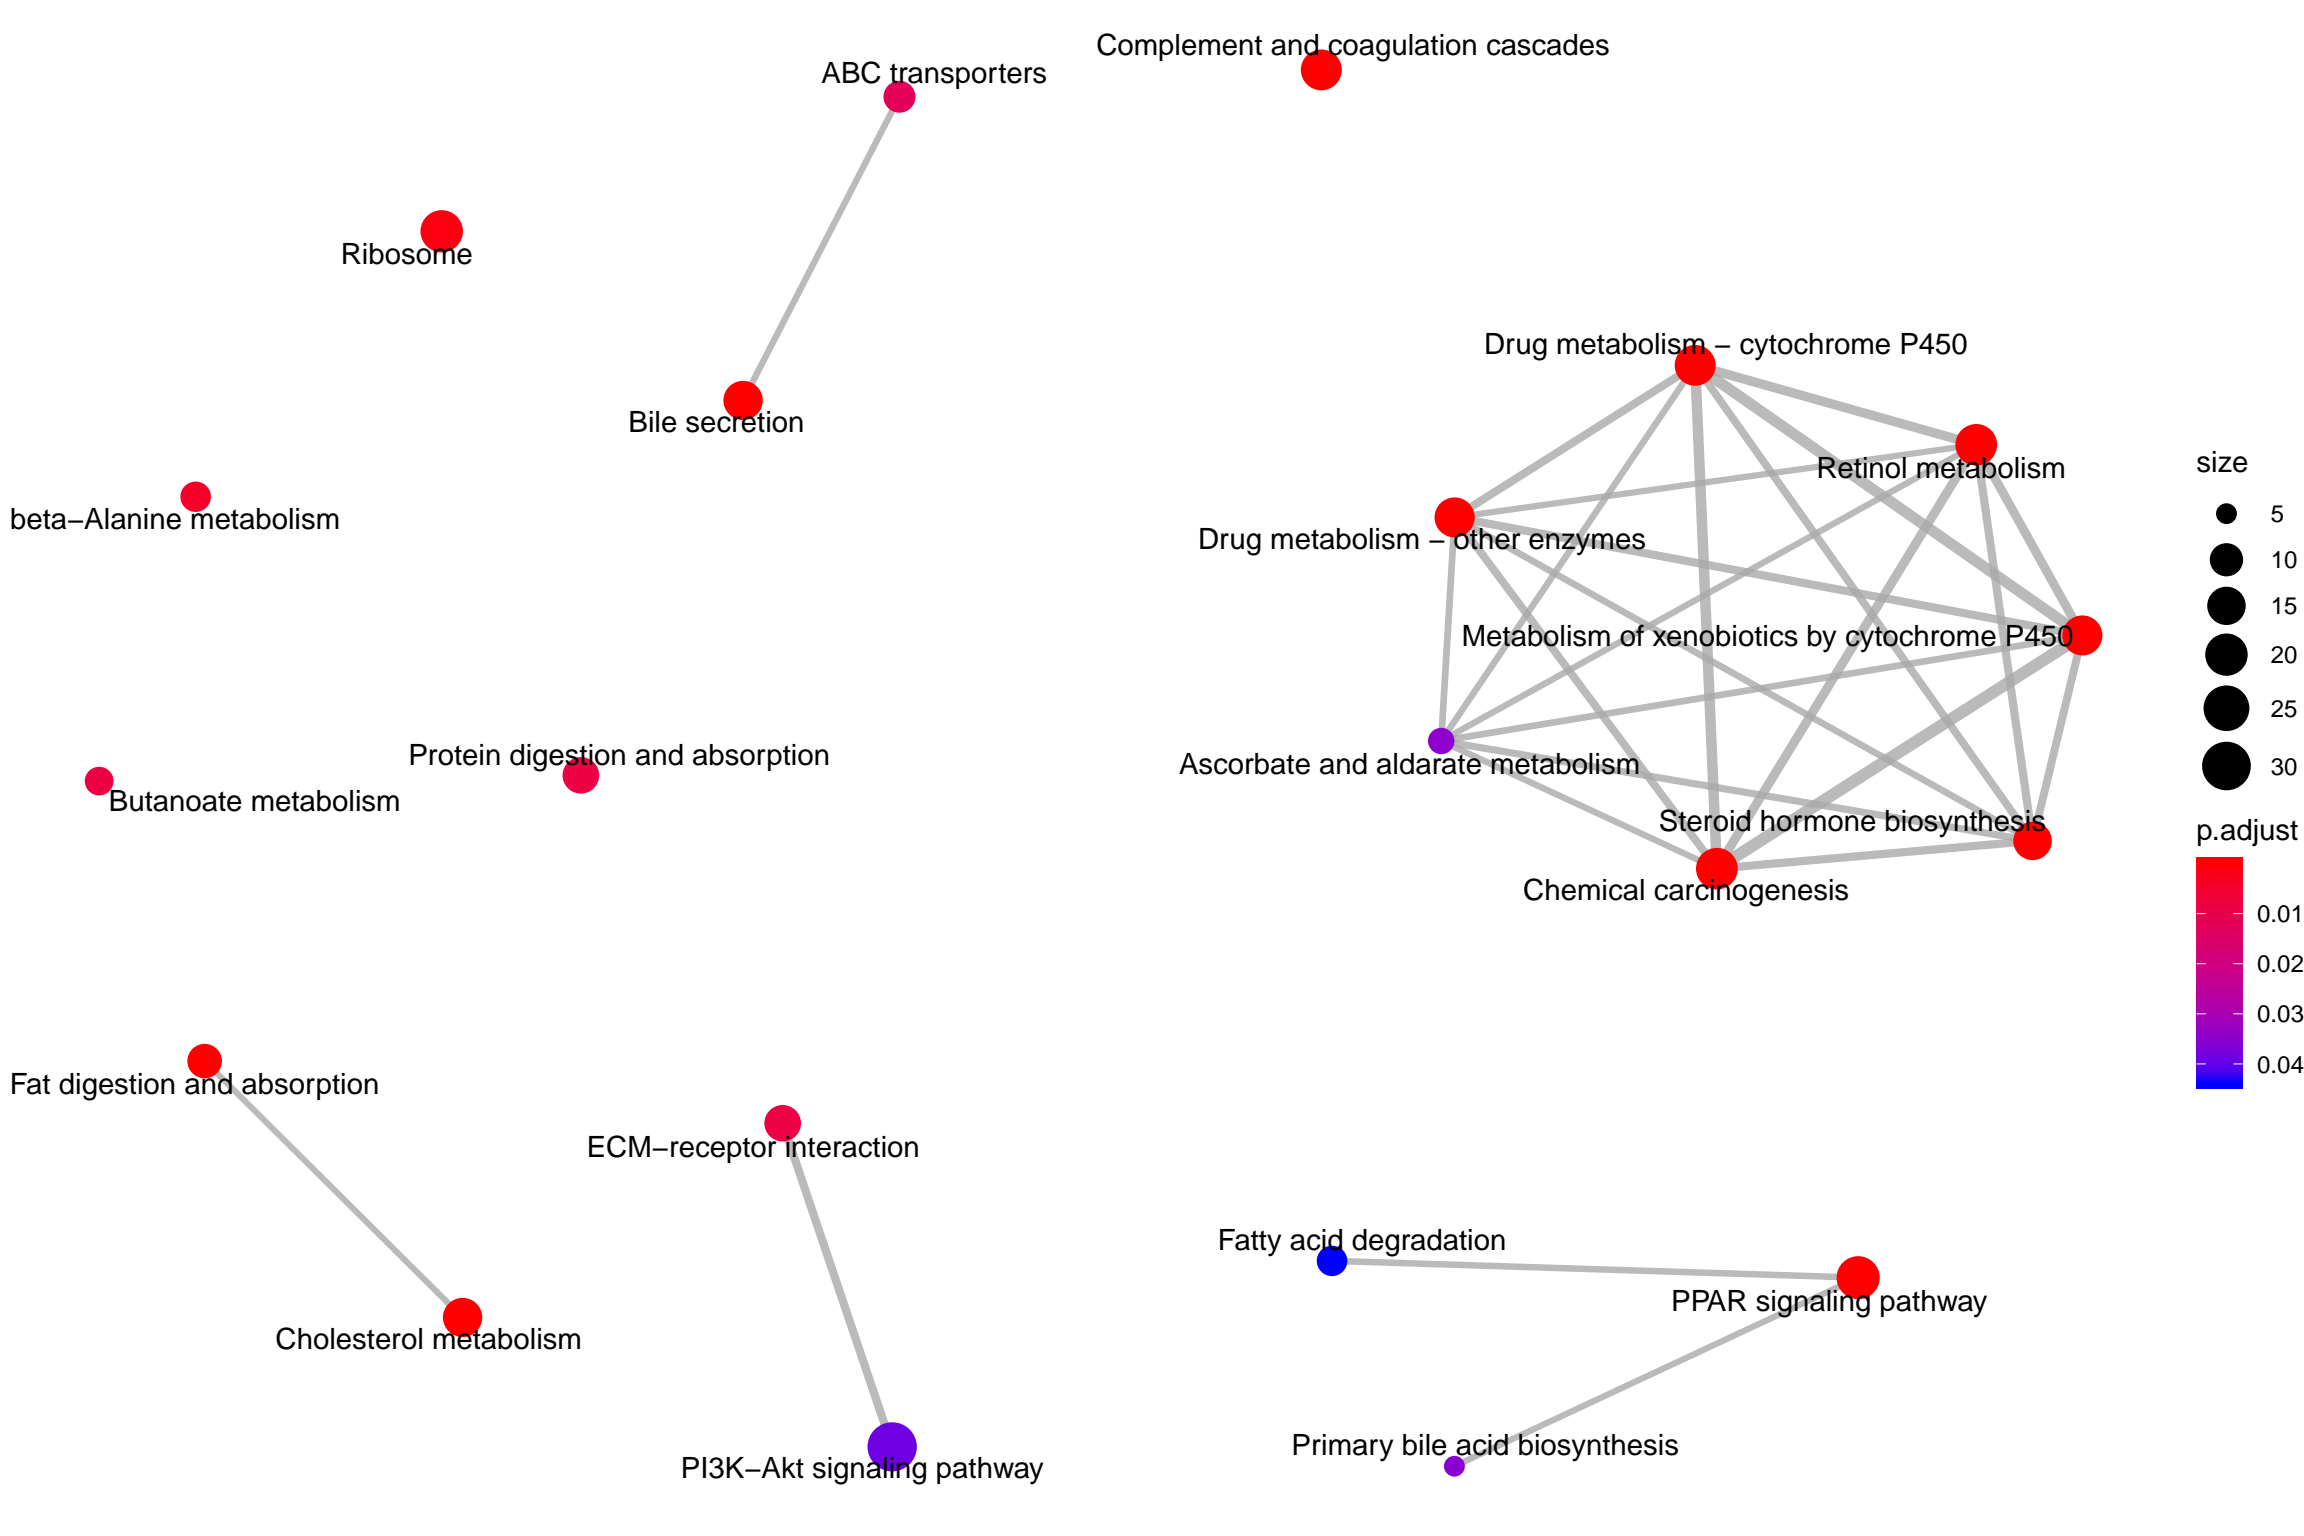 Complement and coagulation cascades
ABC transporters
Ribosome
Drug metabolism − cytochrome P450
Bile secretion
Retinol metabolism
size
beta−Alanine metabolism
5
Drug metabolism − other enzymes
10
15
Metabolism of xenobiotics by cytochrome P450
20
25
Protein digestion and absorption
Ascorbate and aldarate metabolism
30
Butanoate metabolism
Steroid hormone biosynthesis
p.adjust
Chemical carcinogenesis
0.01
0.02
0.03
0.04
Fat digestion and absorption
ECM−receptor interaction
Fatty acid degradation
PPAR signaling pathway
Cholesterol metabolism
Primary bile acid biosynthesis
PI3K−Akt signaling pathway